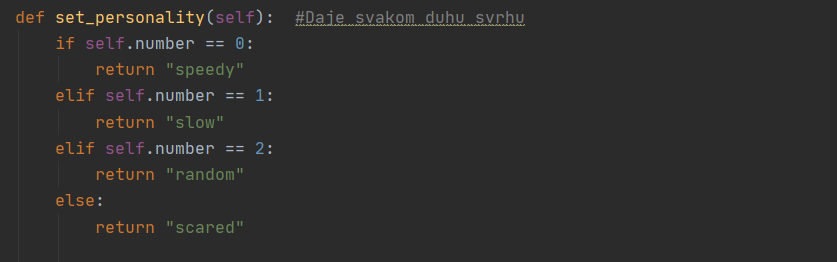 def set_personality(self):  #Daje svakom duhu svrhu
    if self.number == 0:
        return "speedy"
    elif self.number == 1:
        return "slow"
    elif self.number == 2:
        return "random"
    else:
        return "scared"